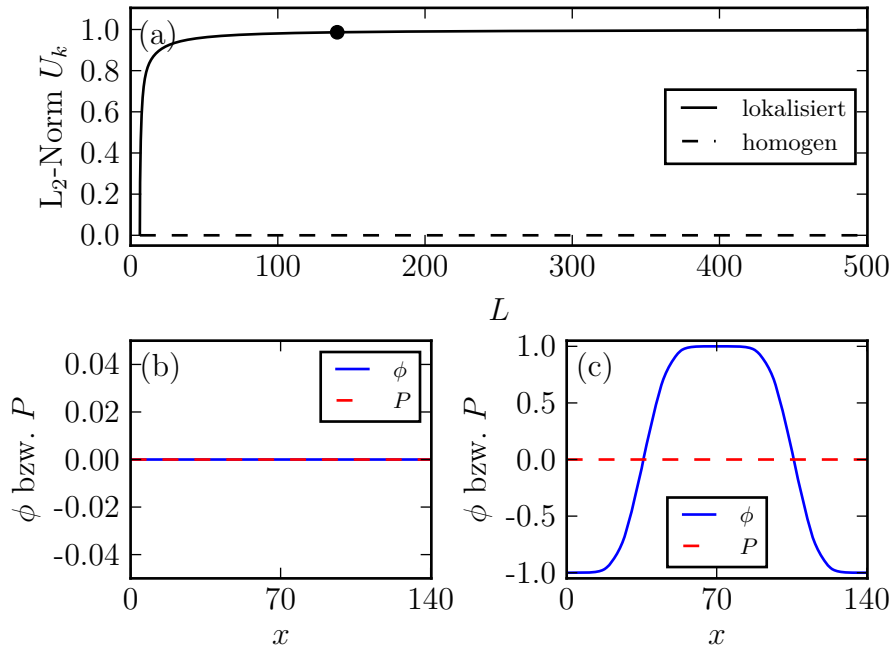 (a)
L2-Norm Uk
1.0
0.8
0.6
0.4
0.2
0.0
lokalisiert
homogen
0 100 200 300 400 500
L
(b)
ϕ bzw. P
0.04
0.02
0.00
-0.02
-0.04
ϕ
P
0 70 140
x
(c)
ϕ bzw. P
1.0
0.5
0.0
-0.5
-1.0
ϕ
P
0 70 140
x